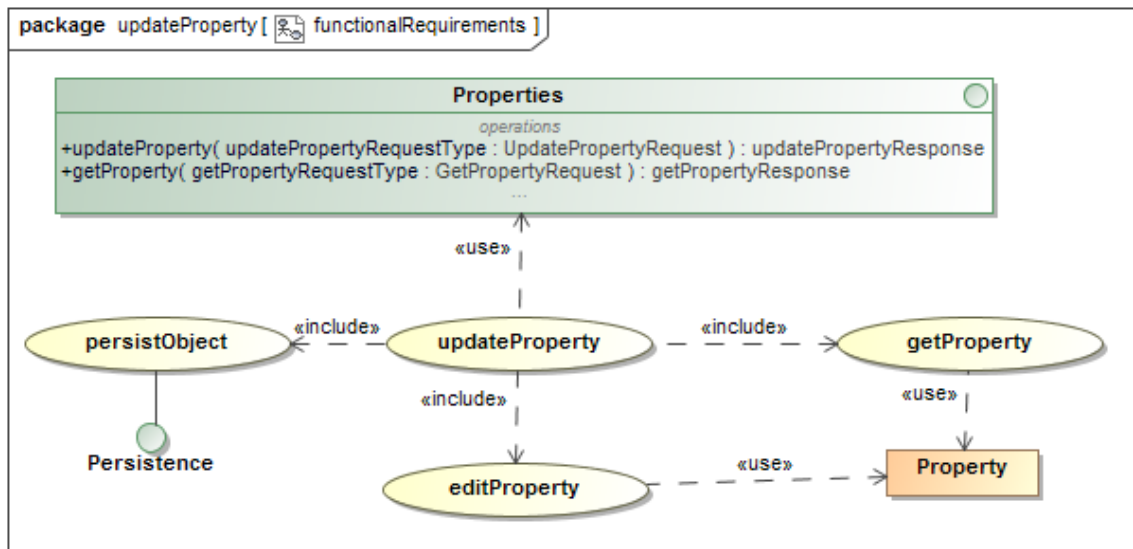 package updateProperty [ functionalRequirements ]
Properties
operations
+updateProperty( updatePropertyRequestType : UpdatePropertyRequest ) : updatePropertyResponse
+getProperty( getPropertyRequestType : GetPropertyRequest ) : getPropertyResponse
...
«use»
persistObject
«include»
updateProperty
«include»
getProperty
«include»
«use»
Persistence
editProperty
«use»
Property